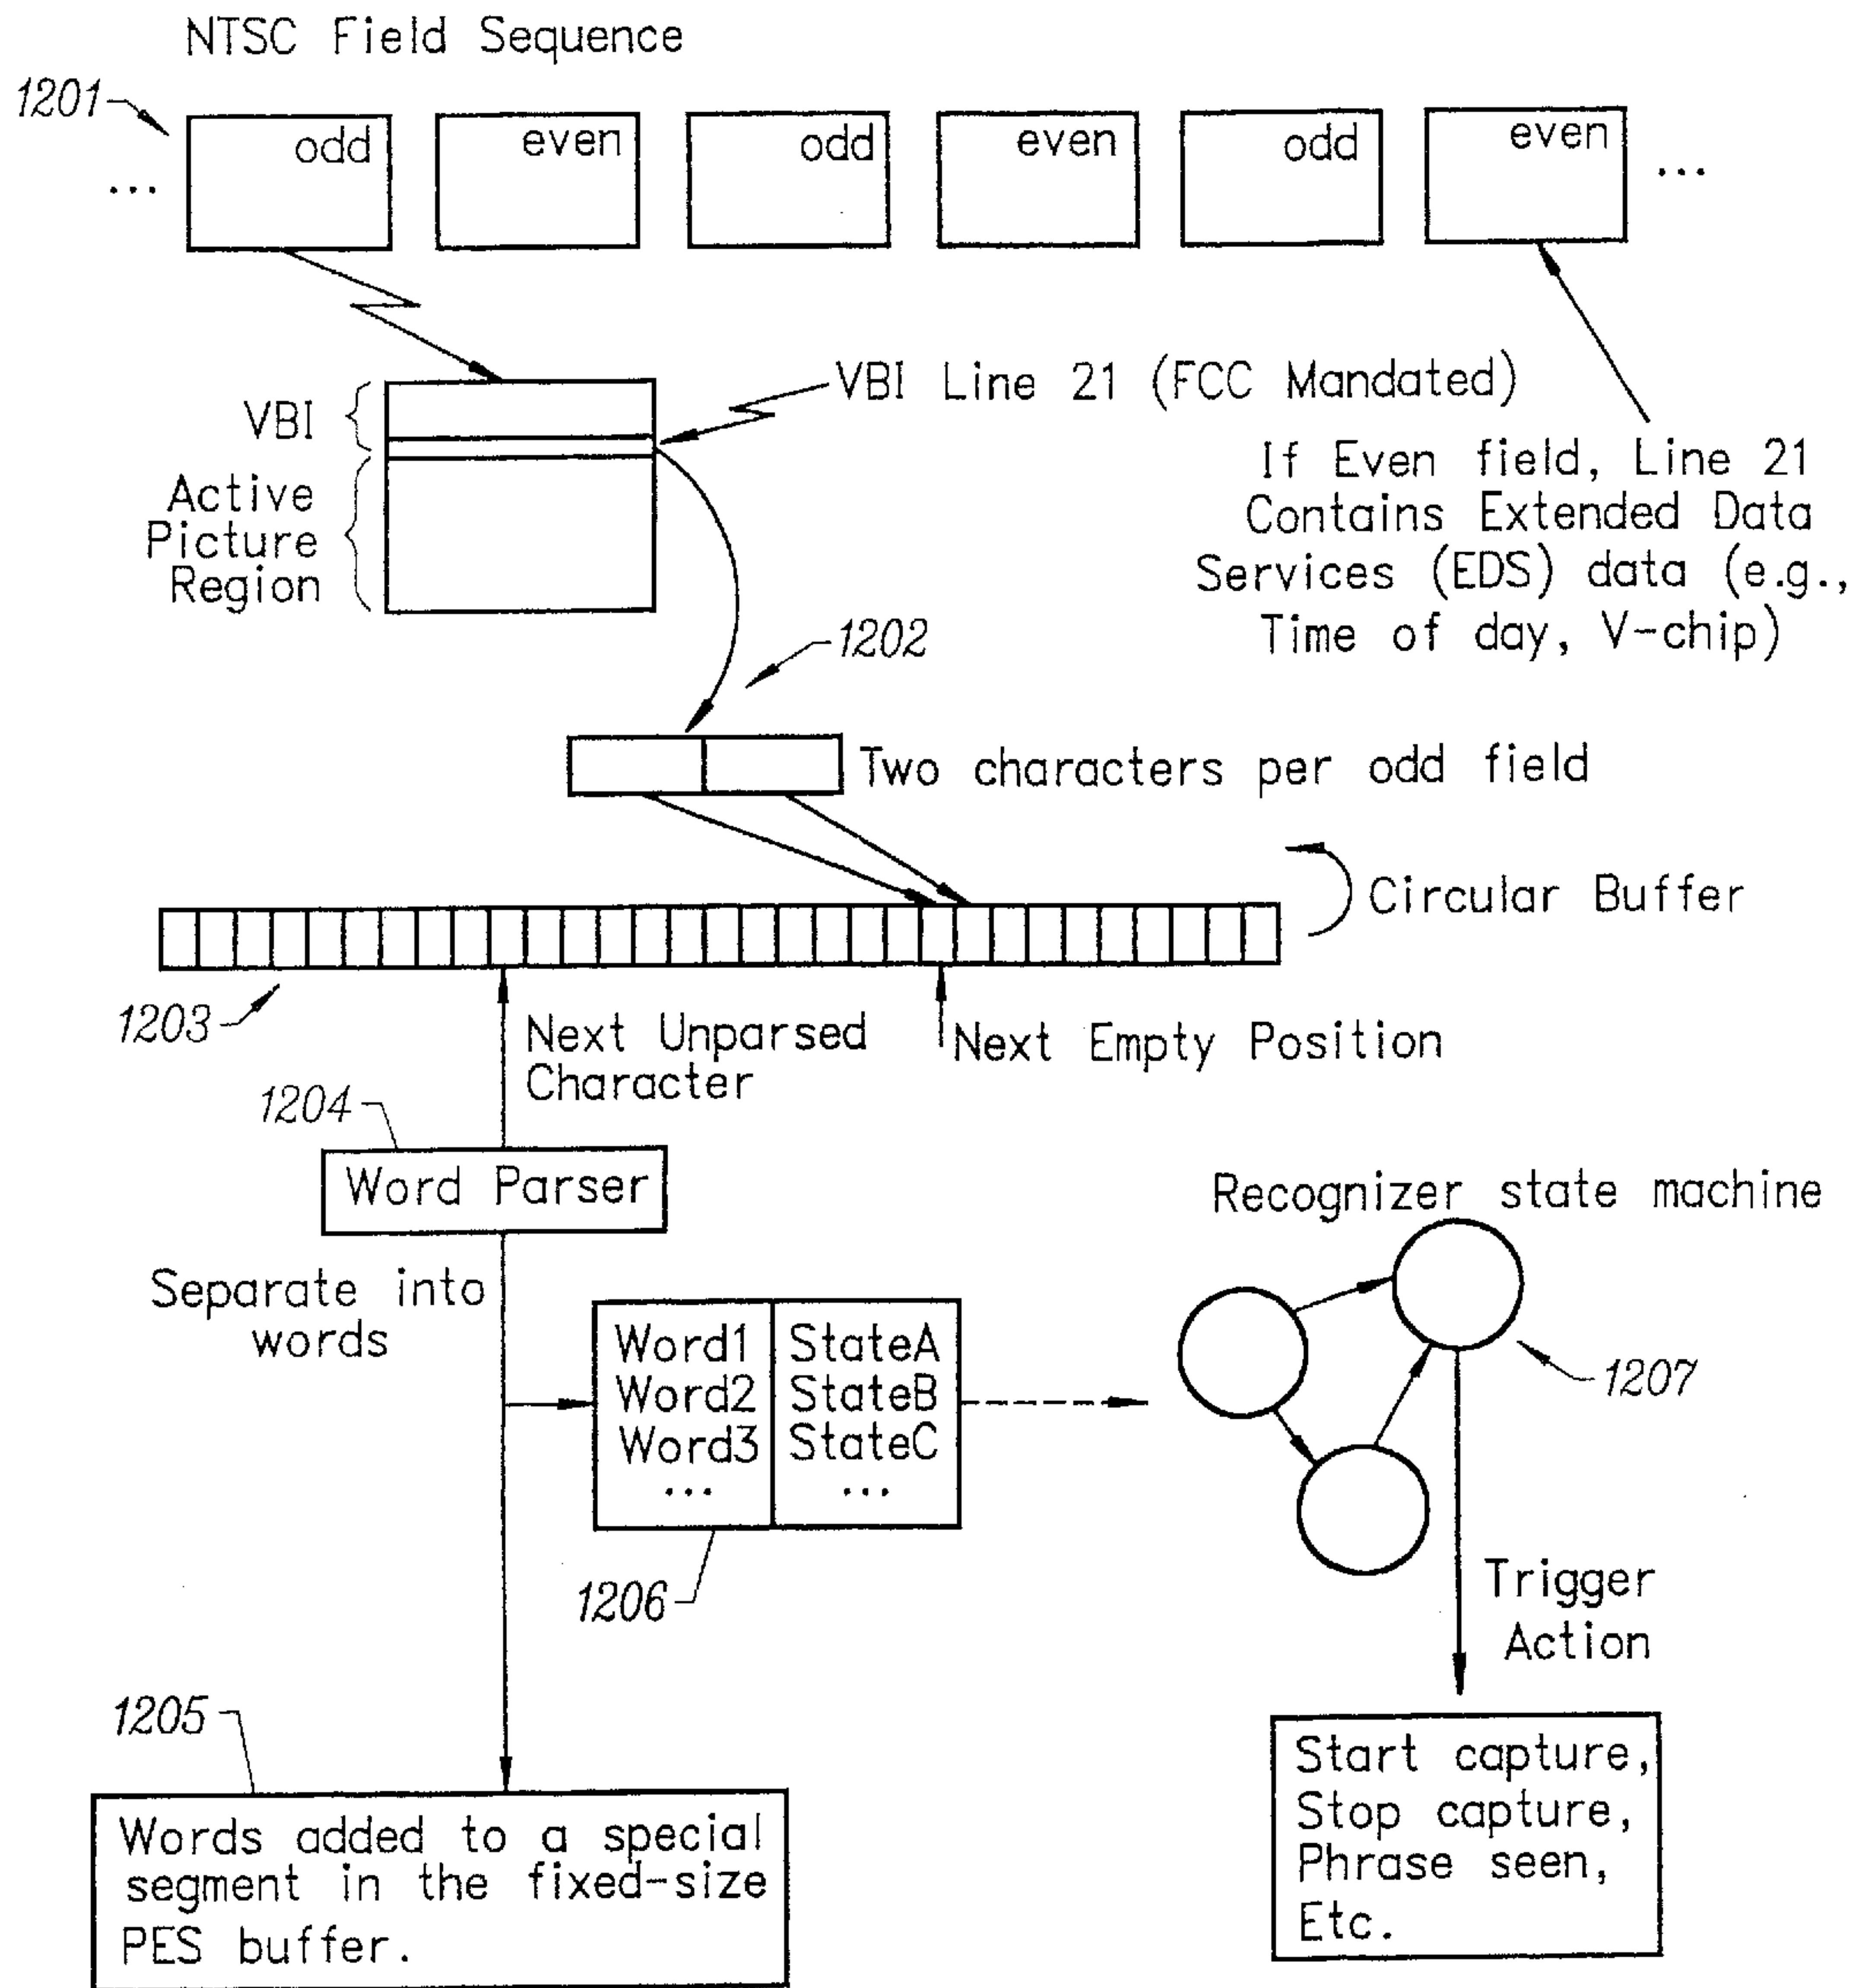 NTSC Field Sequence
1201
odd
even
odd
even
odd
even
...
...
VBI
VBI Line 21 (FCC Mandated)
Active
Picture
Region
If Even field, Line 21
Contains Extended Data
Services (EDS) data (e.g.,
Time of day, V-chip)
1202
Two characters per odd field
Circular Buffer
1203
Next Unparsed
Character
Next Empty Position
1204
Word Parser
Separate into
words
Word1 StateA
Word2 StateB
Word3 StateC
... ...
1206
Recognizer state machine
1207
Trigger
Action
1205
Words added to a special
segment in the fixed-size
PES buffer.
Start capture,
Stop capture,
Phrase seen,
Etc.